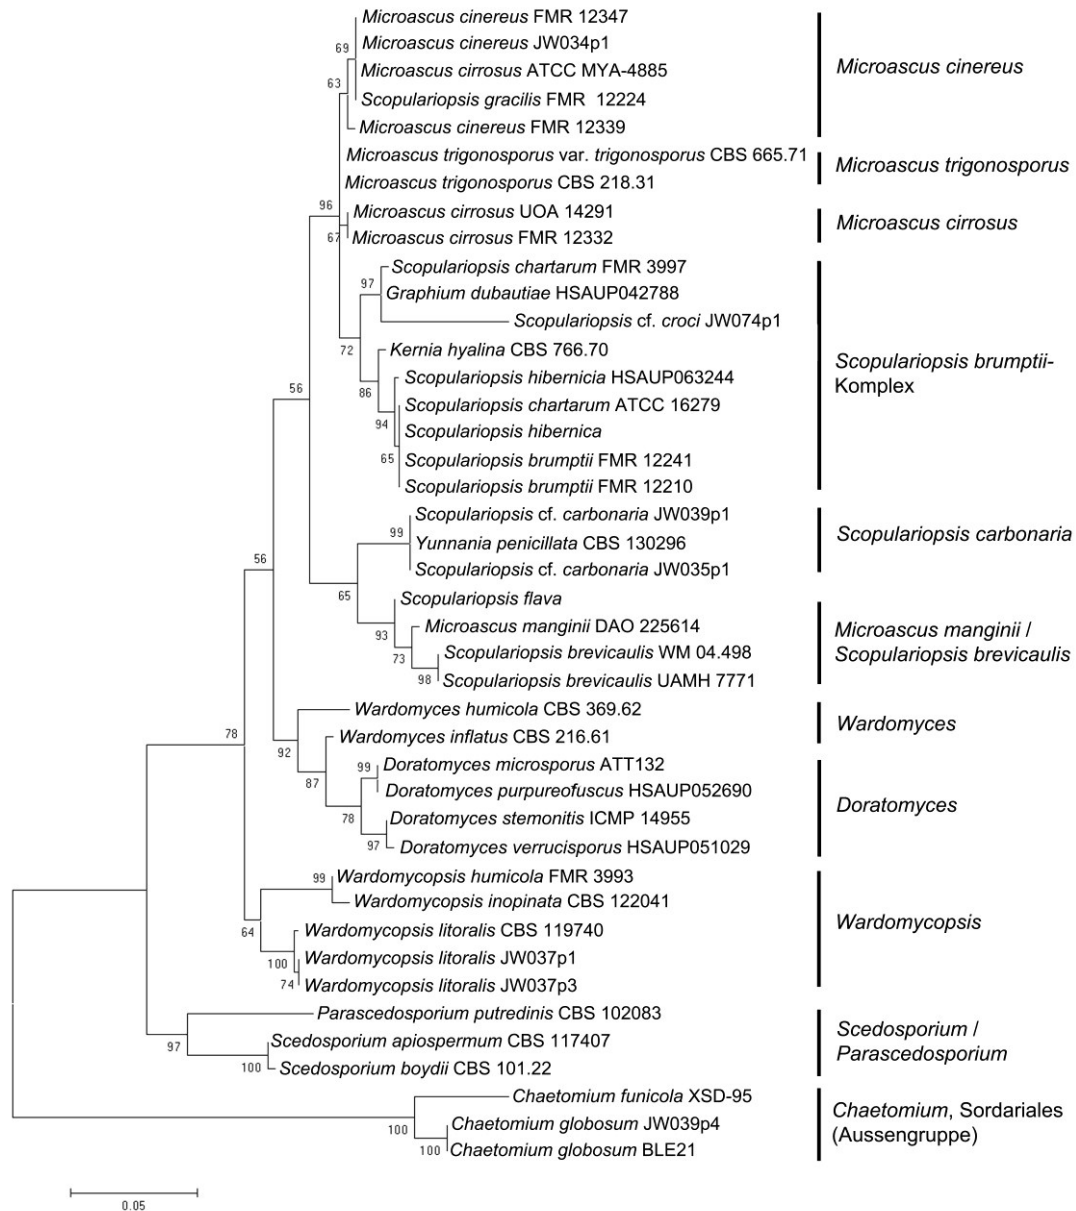 Microascus cinereus FMR 12347
Microascus cinereus JW034p1
69
Microascus cirrosus ATCC MYA-4885
Microascus cinereus
63
Scopulariopsis gracilis FMR 12224
Microascus cinereus FMR 12339
Microascus trigonosporus var. trigonosporus CBS 665.71
Microascus trigonosporus
Microascus trigonosporus CBS 218.31
96
Microascus cirrosus UOA 14291
Microascus cirrosus
67
Microascus cirrosus FMR 12332
Scopulariopsis chartarum FMR 3997
97
Graphium dubautiae HSAUP042788
Scopulariopsis cf. croci JW074p1
72
Kernia hyalina CBS 766.70
Scopulariopsis brumptii-
Komplex
56
86
Scopulariopsis hibernicia HSAUP063244
Scopulariopsis chartarum ATCC 16279
94
Scopulariopsis hibernica
65
Scopulariopsis brumptii FMR 12241
Scopulariopsis brumptii FMR 12210
Scopulariopsis cf. carbonaria JW039p1
99
Scopulariopsis carbonaria
Yunnania penicillata CBS 130296
56
Scopulariopsis cf. carbonaria JW035p1
65
Scopulariopsis flava
93
Microascus manginii DAO 225614
Microascus manginii /
Scopulariopsis brevicaulis
73
Scopulariopsis brevicaulis WM 04.498
98
Scopulariopsis brevicaulis UAMH 7771
Wardomyces humicola CBS 369.62
Wardomyces
78
92
Wardomyces inflatus CBS 216.61
99
Doratomyces microsporus ATT132
87
Doratomyces purpureofuscus HSAUP052690
Doratomyces
78
Doratomyces stemonitis ICMP 14955
97
Doratomyces verrucisporus HSAUP051029
99
Wardomycopsis humicola FMR 3993
Wardomycopsis inopinata CBS 122041
Wardomycopsis
64
Wardomycopsis litoralis CBS 119740
100
Wardomycopsis litoralis JW037p1
74
Wardomycopsis litoralis JW037p3
Parascedosporium putredinis CBS 102083
Scedosporium /
Parascedosporium
97
Scedosporium apiospermum CBS 117407
100
Scedosporium boydii CBS 101.22
Chaetomium funicola XSD-95
Chaetomium, Sordariales
(Aussengruppe)
100
Chaetomium globosum JW039p4
100
Chaetomium globosum BLE21
0.05